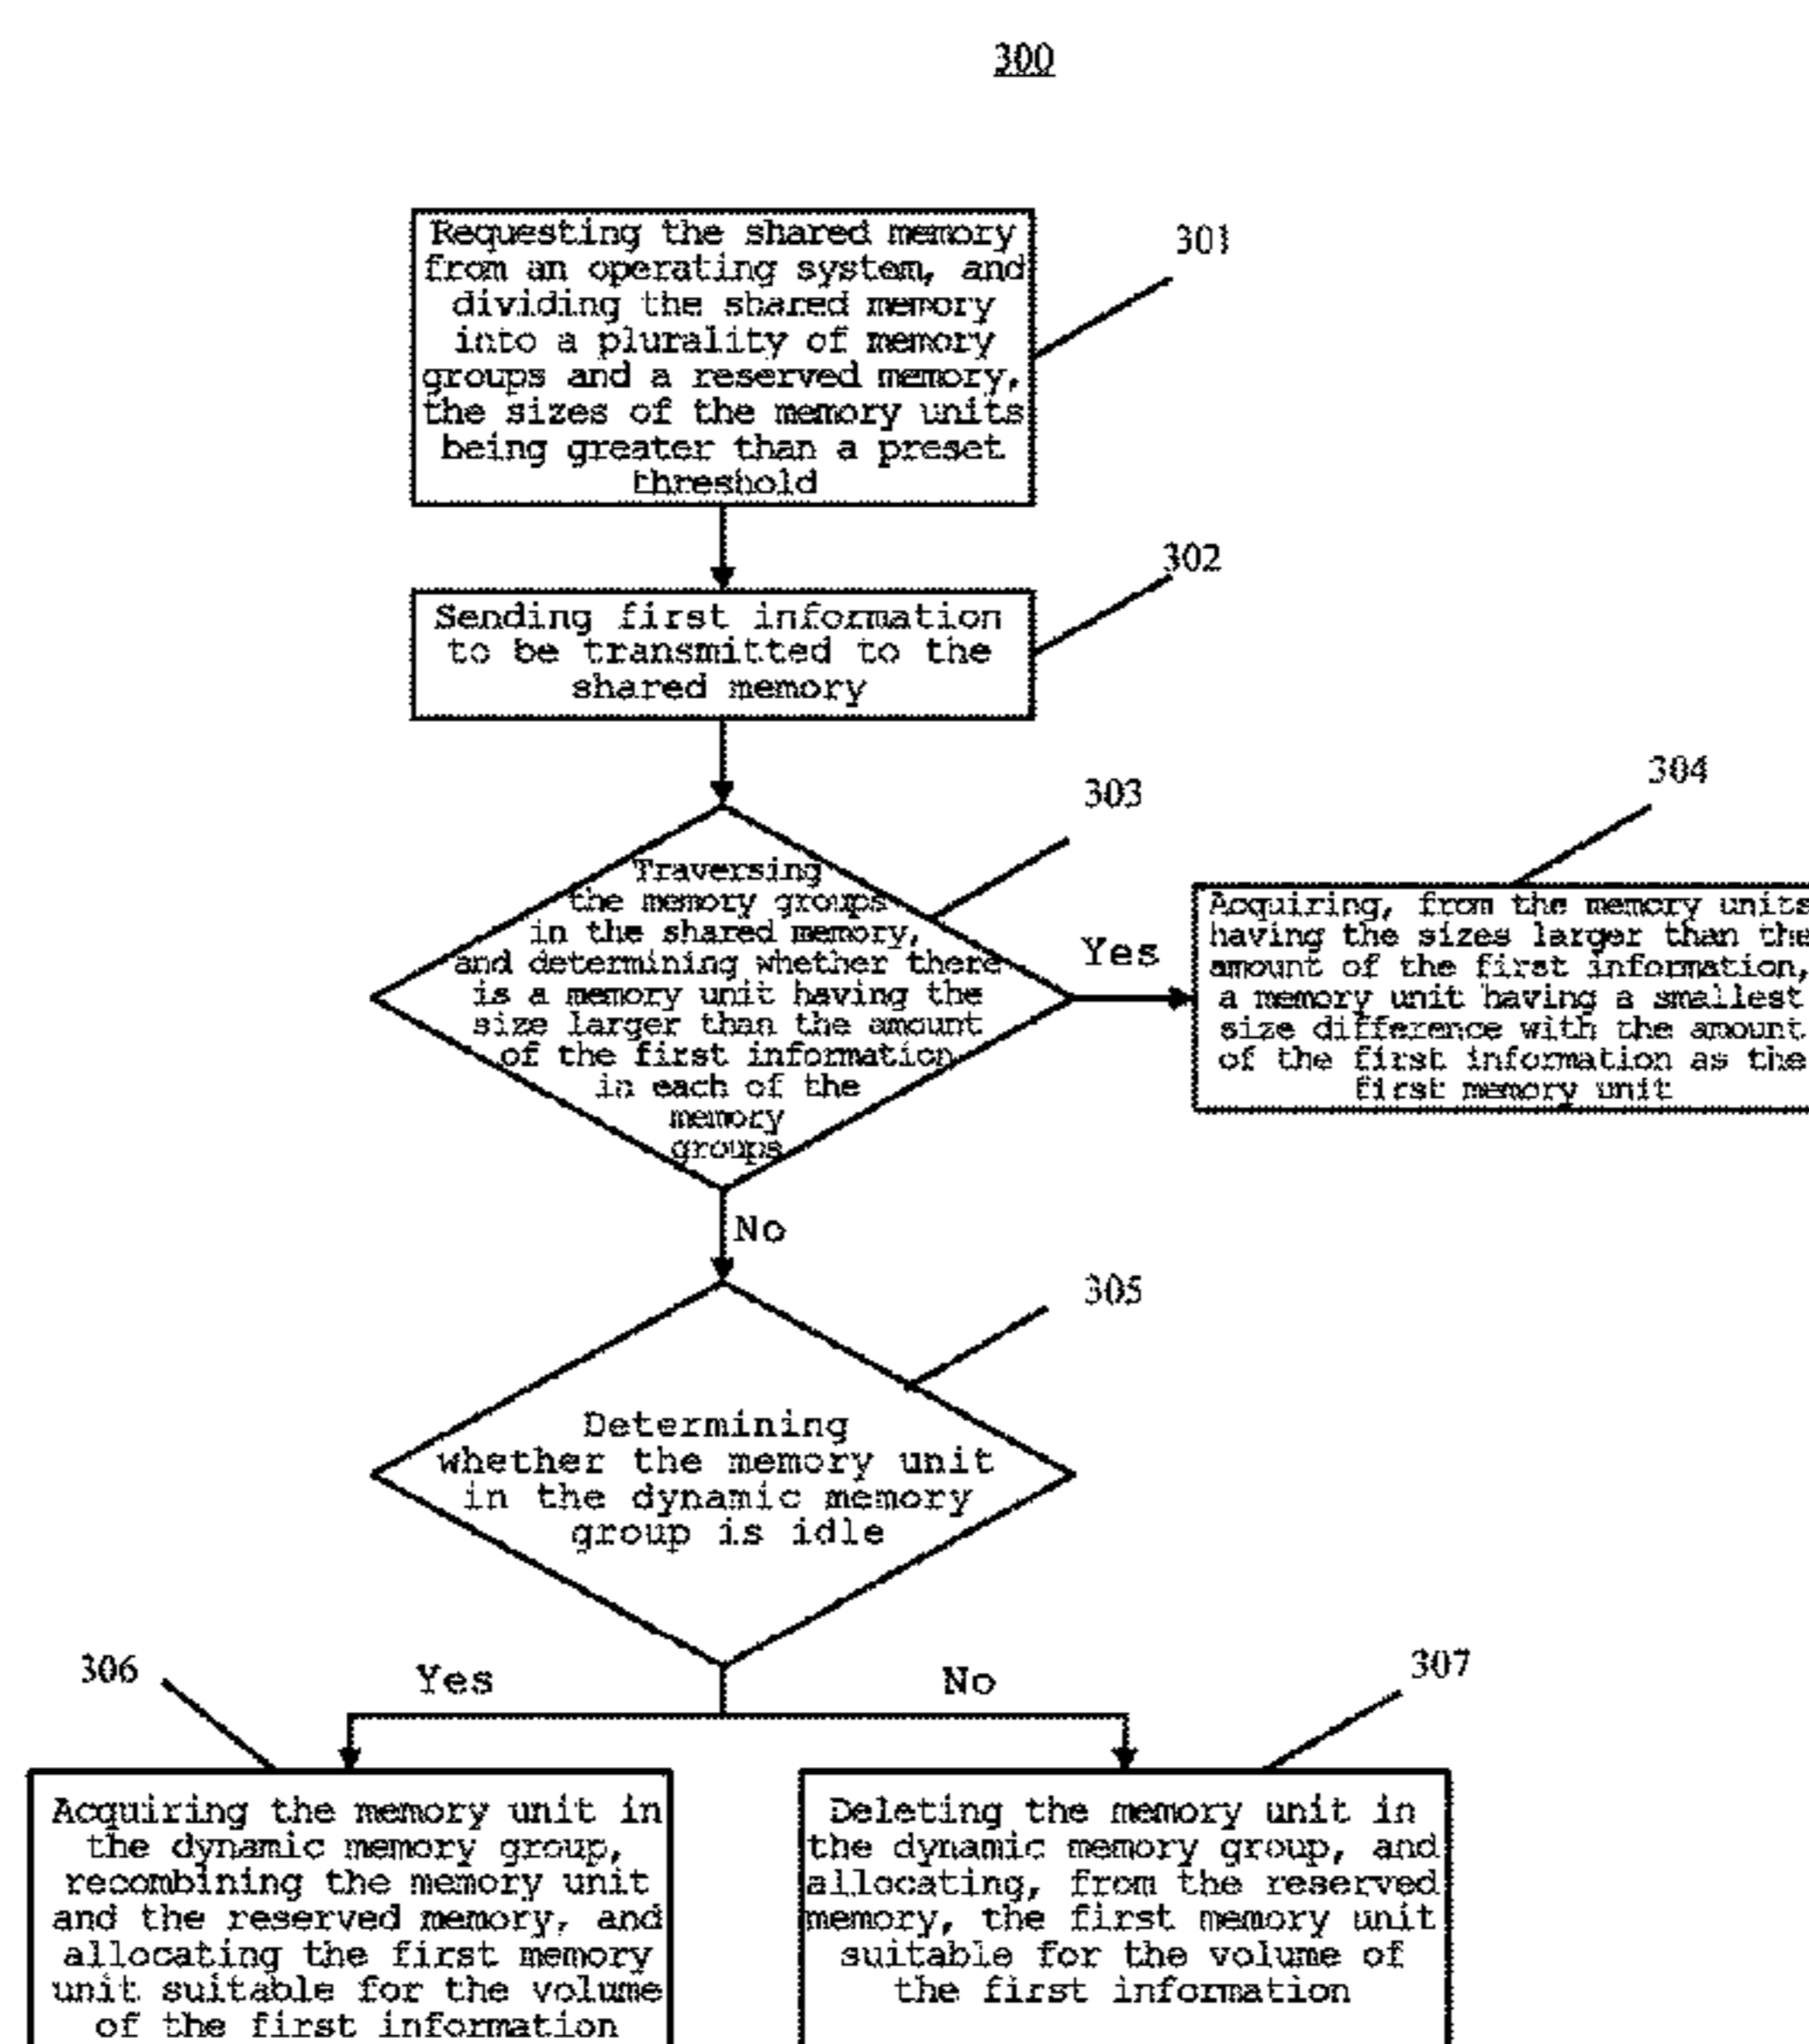 300
301
Requesting the shared memory
from an operating system, and
dividing the shared memory
into a plurality of memory
groups and a reserved memory,
the sizes of the memory units
being greater than a preset
threshold
302
Sending first information
to be transmitted to the
shared memory
303
Traversing
the memory groups
in the shared memory,
and determining whether there
is a memory unit having the
size larger than the amount
of the first information
in each of the
memory
groups
Yes
304
Acquiring, from the memory units
having the sizes larger than the
amount of the first information,
a memory unit having a smallest
size difference with the amount
of the first information as the
first memory unit
No
305
Determining
whether the memory unit
in the dynamic memory
group is idle
Yes
No
306
Acquiring the memory unit in
the dynamic memory group,
recombining the memory unit
and the reserved memory, and
allocating the first memory
unit suitable for the volume
of the first information
307
Deleting the memory unit in
the dynamic memory group, and
allocating, from the reserved
memory, the first memory unit
suitable for the volume of
the first information